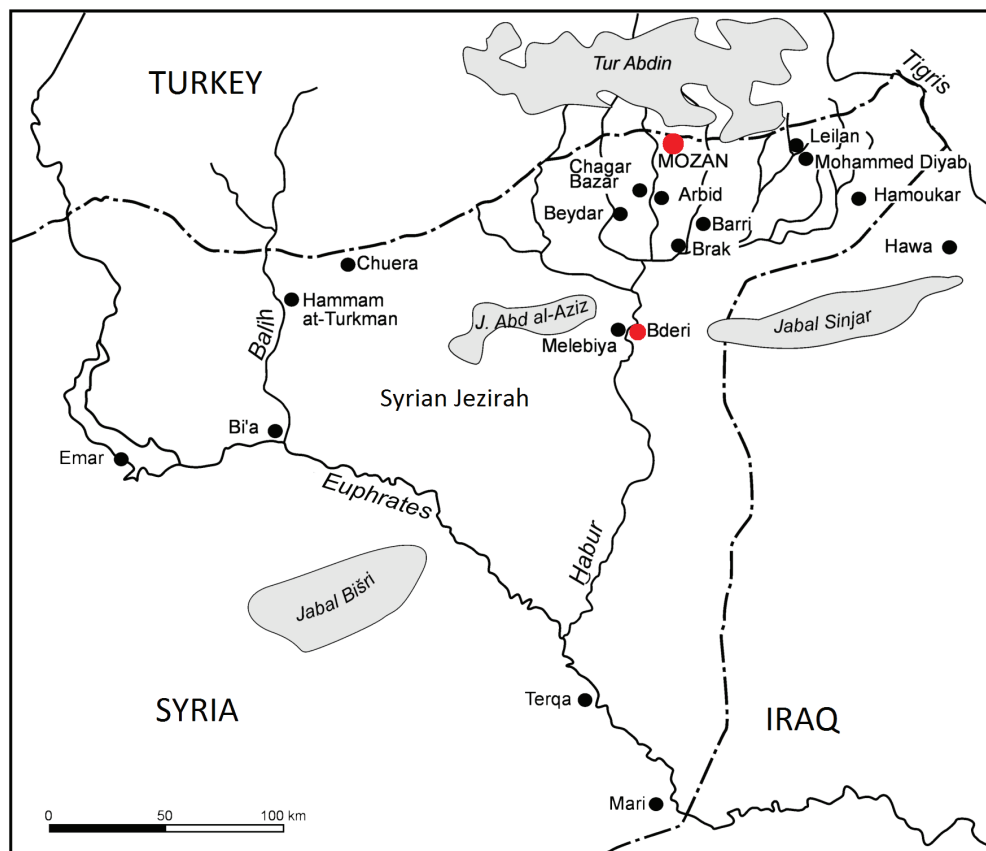 Tur Abdin
TURKEY
Tigris
Leilan
MOZAN
Mohammed Diyab
Chagar
Bazar
Arbid
Hamoukar
Beydar
Barri
Brak
Hawa
Chuera
Hammam
at-Turkman
Balih
J. Abd al-Aziz
Jabal Sinjar
Melebiya
Bderi
Syrian Jezirah
Bi'a
Emar
Euphrates
Habur
Jabal Bišri
Terqa
SYRIA
IRAQ
Mari
0 50 100 km